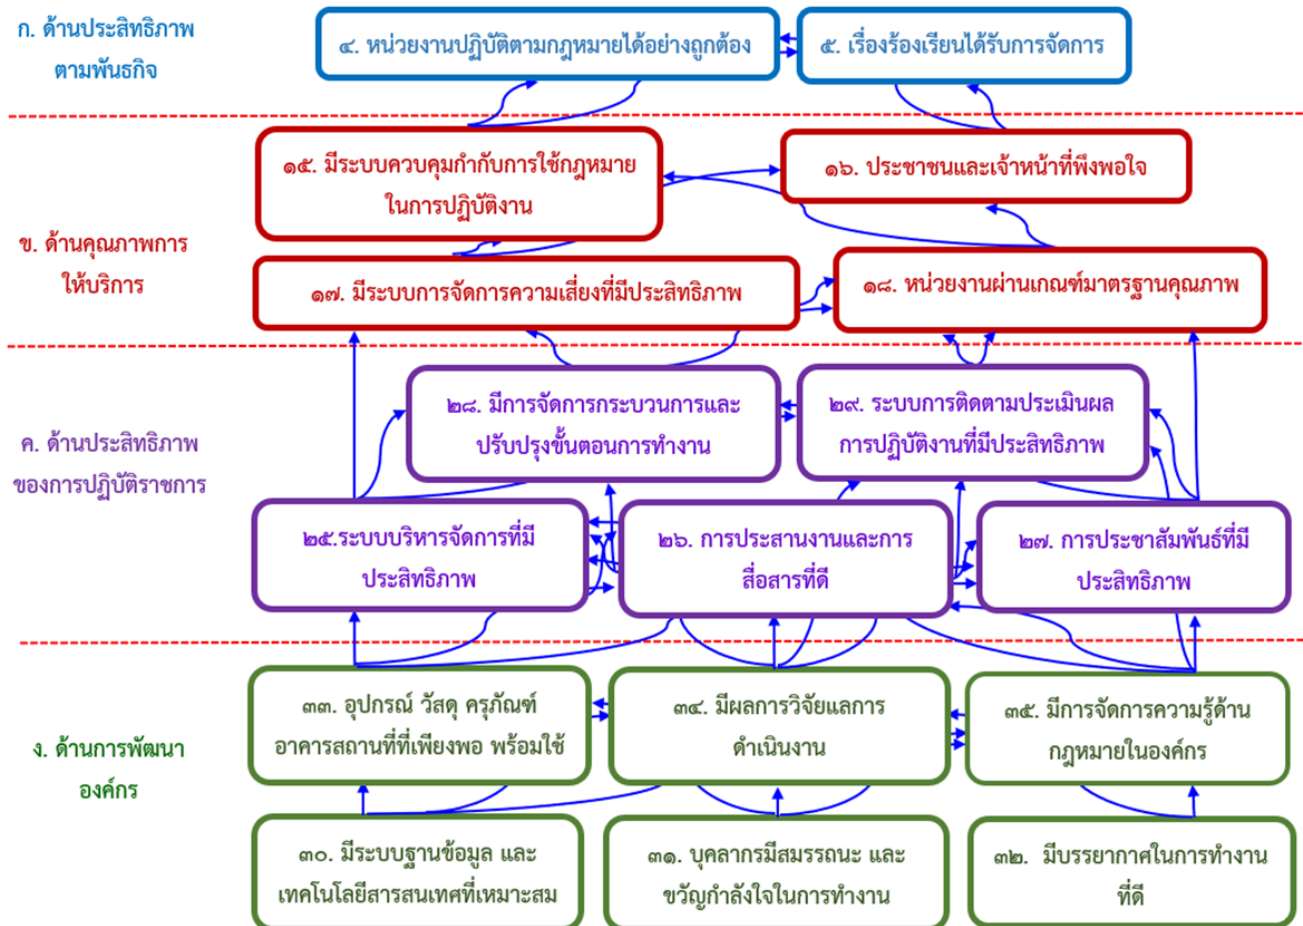 ก. ด้านประสิทธิภาพ
ตามพันธกิจ
๔. หน่วยงานปฏิบัติตามกฎหมายได้อย่างถูกต้อง
๕. เรื่องร้องเรียนได้รับการจัดการ
ข. ด้านคุณภาพการ
ให้บริการ
๑๕. มีระบบควบคุมกำกับการใช้กฎหมาย
ในการปฏิบัติงาน
๑๖. ประชาชนและเจ้าหน้าที่พึงพอใจ
๑๗. มีระบบการจัดการความเสี่ยงที่มีประสิทธิภาพ
๑๘. หน่วยงานผ่านเกณฑ์มาตรฐานคุณภาพ
ค. ด้านประสิทธิภาพ
ของการปฏิบัติราชการ
๒๘. มีการจัดการกระบวนการและ
ปรับปรุงขั้นตอนการทำงาน
๒๙. ระบบการติดตามประเมินผล
การปฏิบัติงานที่มีประสิทธิภาพ
๒๕.ระบบบริหารจัดการที่มี
ประสิทธิภาพ
๒๖. การประสานงานและการ
สื่อสารที่ดี
๒๗. การประชาสัมพันธ์ที่มี
ประสิทธิภาพ
ง. ด้านการพัฒนา
องค์กร
๓๓. อุปกรณ์ วัสดุ ครุภัณฑ์
อาคารสถานที่ที่เพียงพอ พร้อมใช้
๓๔. มีผลการวิจัยแลการ
ดำเนินงาน
๓๕. มีการจัดการความรู้ด้าน
กฎหมายในองค์กร
๓๐. มีระบบฐานข้อมูล และ
เทคโนโลยีสารสนเทศที่เหมาะสม
๓๑. บุคลากรมีสมรรถนะ และ
ขวัญกำลังใจในการทำงาน
๓๒. มีบรรยากาศในการทำงาน
ที่ดี